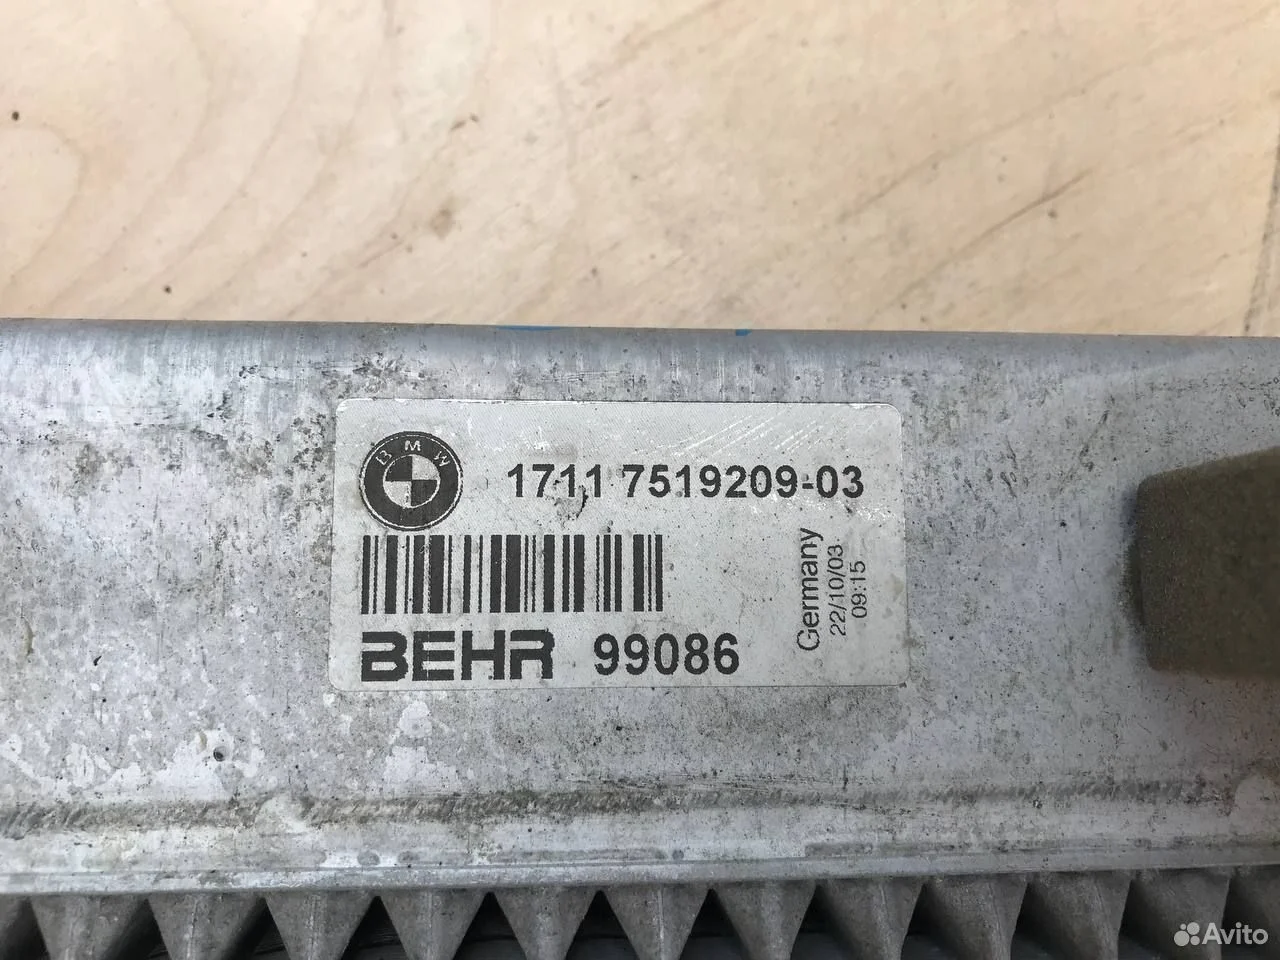 BMW
1711 7519209-03
Germany
22/10/03
09:15
BEHR 99086
Avito